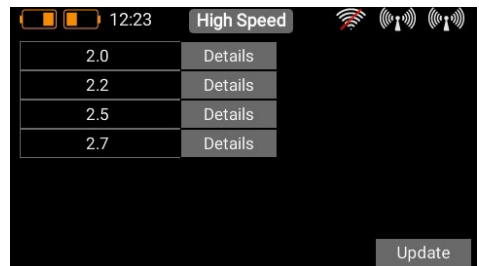 12:23 High Speed
2.0 Details
2.2 Details
2.5 Details
2.7 Details
Update